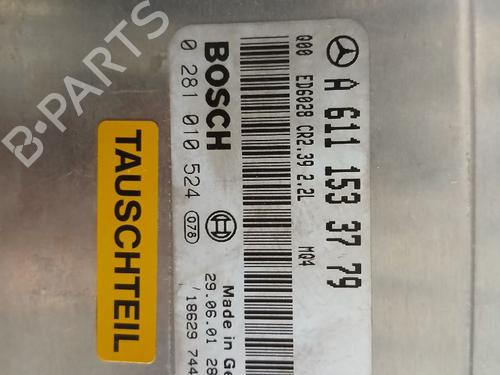 A 611 153 37 79
Q00 ED6028 CR2.39 2.2L MQ4
BOSCH
0 281 010 524 078
Made in Ge
29.06.01 28
/18629 744
TAUSCHTEIL
B-PARTS